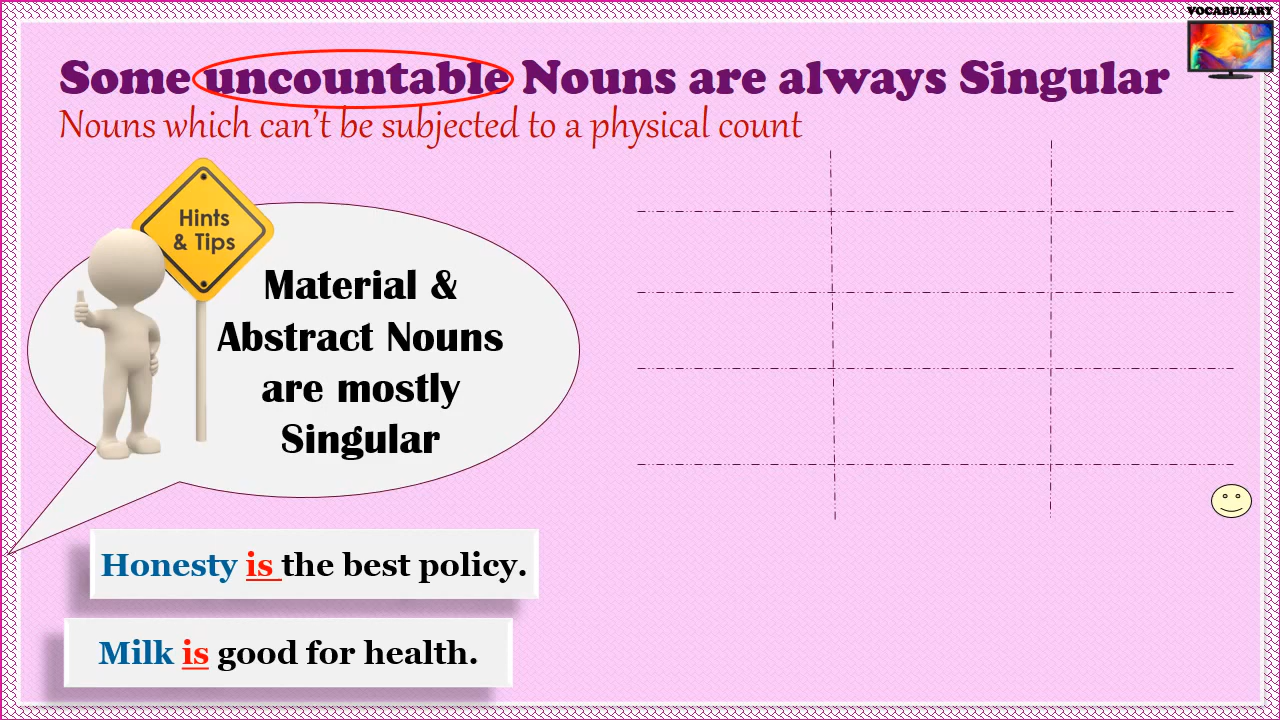 VOCABULARY
Some uncountable Nouns are always Singular
Nouns which can't be subjected to a physical count
Hints
& Tips
Material &
Abstract Nouns
are mostly
Singular
Honesty is the best policy.
Milk is good for health.